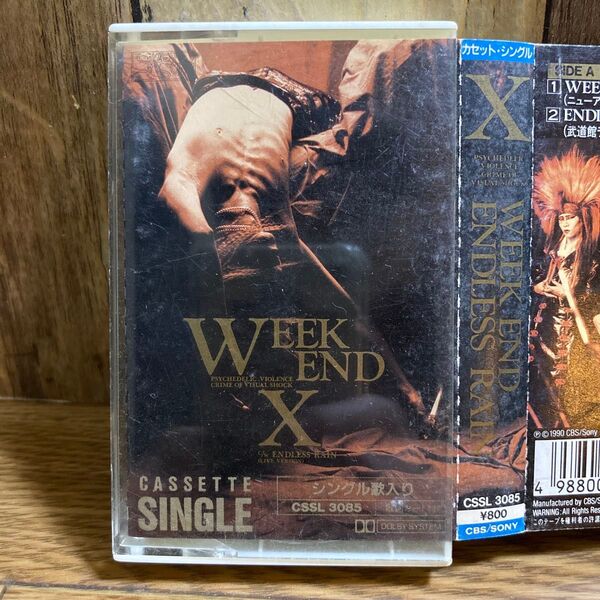 WEEK
END
PSYCHEDELIC VIOLENCE
CRIME OF VISUAL SHOCK
X
C/W ENDLESS RAIN
(LIVE VERSION)
CASSETTE
SINGLE
シングル歌入り
CSSL 3085
DOLBY SYSTEM
カセット・シングル
X
PSYCHEDELIC
VIOLENCE
CRIME OF
VISUAL SHOCK
WEEK END
ENDLESS RAIN
CSSL 3085
¥800
CBS/SONY
SIDE A
1 WEE
(ニューア
2 ENDL
(武道館
Ⓟ©1990 CBS/Sony
4 98800
Manufactured by CBS/Son
WARNING: All Rights Rese
このテープを権利者の許諾